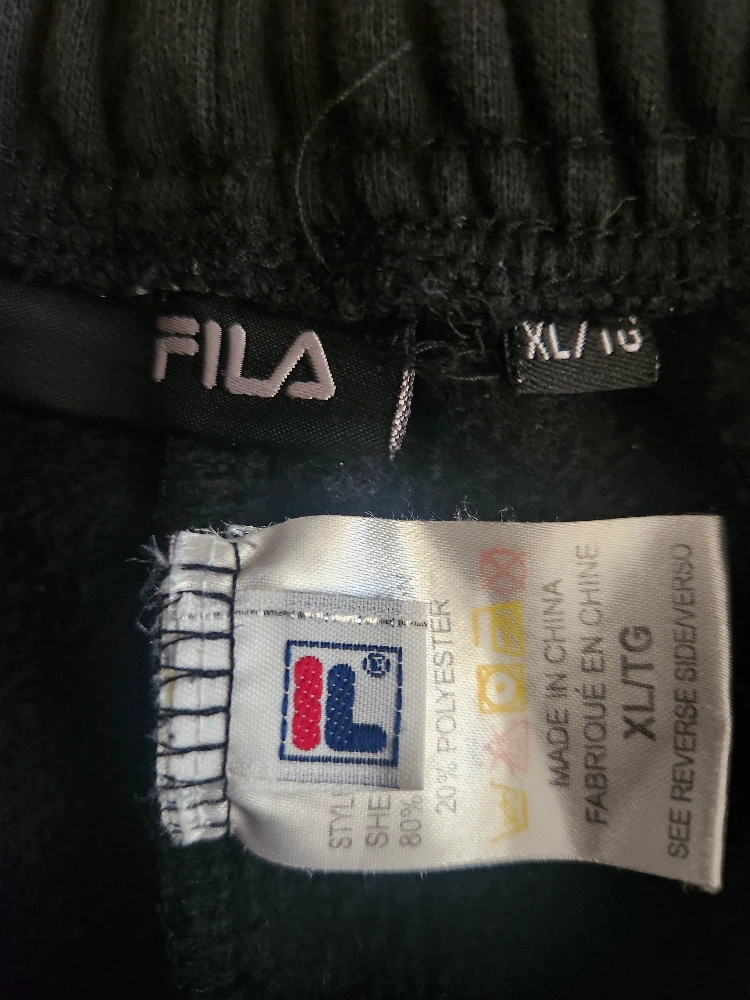 FILA
XL/TG
STYL
SHE
80%
20% POLYESTER
MADE IN CHINA
FABRIQUÉ EN CHINE
XL/TG
SEE REVERSE SIDE/VERSO